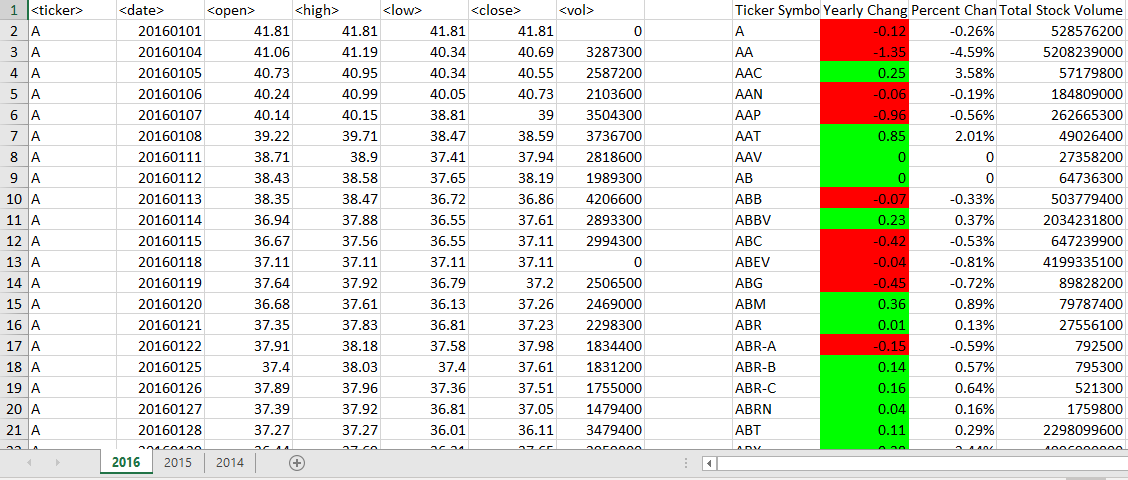 1 <ticker> <date> <open> <high> <low> <close> <vol> Ticker Symbo Yearly Chang Percent Chan Total Stock Volume
2 A 20160101 41.81 41.81 41.81 41.81 0 A -0.12 -0.26% 528576200
3 A 20160104 41.06 41.19 40.34 40.69 3287300 AA -1.35 -4.59% 5208239000
4 A 20160105 40.73 40.95 40.34 40.55 2587200 AAC 0.25 3.58% 57179800
5 A 20160106 40.24 40.99 40.05 40.73 2103600 AAN -0.06 -0.19% 184809000
6 A 20160107 40.14 40.15 38.81 39 3504300 AAP -0.96 -0.56% 262665300
7 A 20160108 39.22 39.71 38.47 38.59 3736700 AAT 0.85 2.01% 49026400
8 A 20160111 38.71 38.9 37.41 37.94 2818600 AAV 0 0 27358200
9 A 20160112 38.43 38.58 37.65 38.19 1989300 AB 0 0 64736300
10 A 20160113 38.35 38.47 36.72 36.86 4206600 ABB -0.07 -0.33% 503779400
11 A 20160114 36.94 37.88 36.55 37.61 2893300 ABBV 0.23 0.37% 2034231800
12 A 20160115 36.67 37.56 36.55 37.11 2994300 ABC -0.42 -0.53% 647239900
13 A 20160118 37.11 37.11 37.11 37.11 0 ABEV -0.04 -0.81% 4199335100
14 A 20160119 37.64 37.92 36.79 37.2 2506500 ABG -0.45 -0.72% 89828200
15 A 20160120 36.68 37.61 36.13 37.26 2469000 ABM 0.36 0.89% 79787400
16 A 20160121 37.35 37.83 36.81 37.23 2298300 ABR 0.01 0.13% 27556100
17 A 20160122 37.91 38.18 37.58 37.98 1834400 ABR-A -0.15 -0.59% 792500
18 A 20160125 37.4 38.03 37.4 37.61 1831200 ABR-B 0.14 0.57% 795300
19 A 20160126 37.89 37.96 37.36 37.51 1755000 ABR-C 0.16 0.64% 521300
20 A 20160127 37.39 37.92 36.81 37.05 1479400 ABRN 0.04 0.16% 1759800
21 A 20160128 37.27 37.27 36.01 36.11 3479400 ABT 0.11 0.29% 2298099600
2016 2015 2014